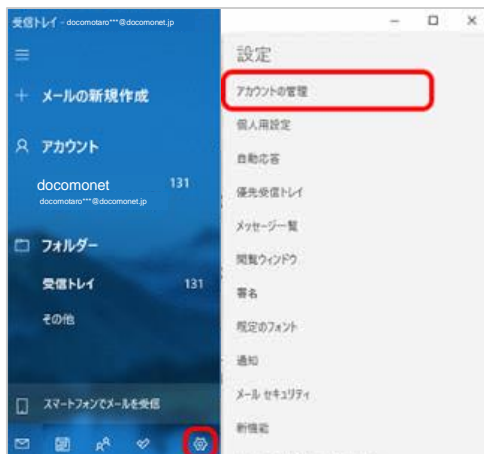 受信トレイ - docomotaro***@docomonet.jp
メールの新規作成
アカウント
docomonet 131
docomotaro***@docomonet.jp
フォルダー
受信トレイ 131
その他
スマートフォンでメールを受信
設定
アカウントの管理
個人用設定
自動応答
優先受信トレイ
メッセージ一覧
閲覧ウィンドウ
署名
既定のフォント
通知
メール セキュリティ
新機能